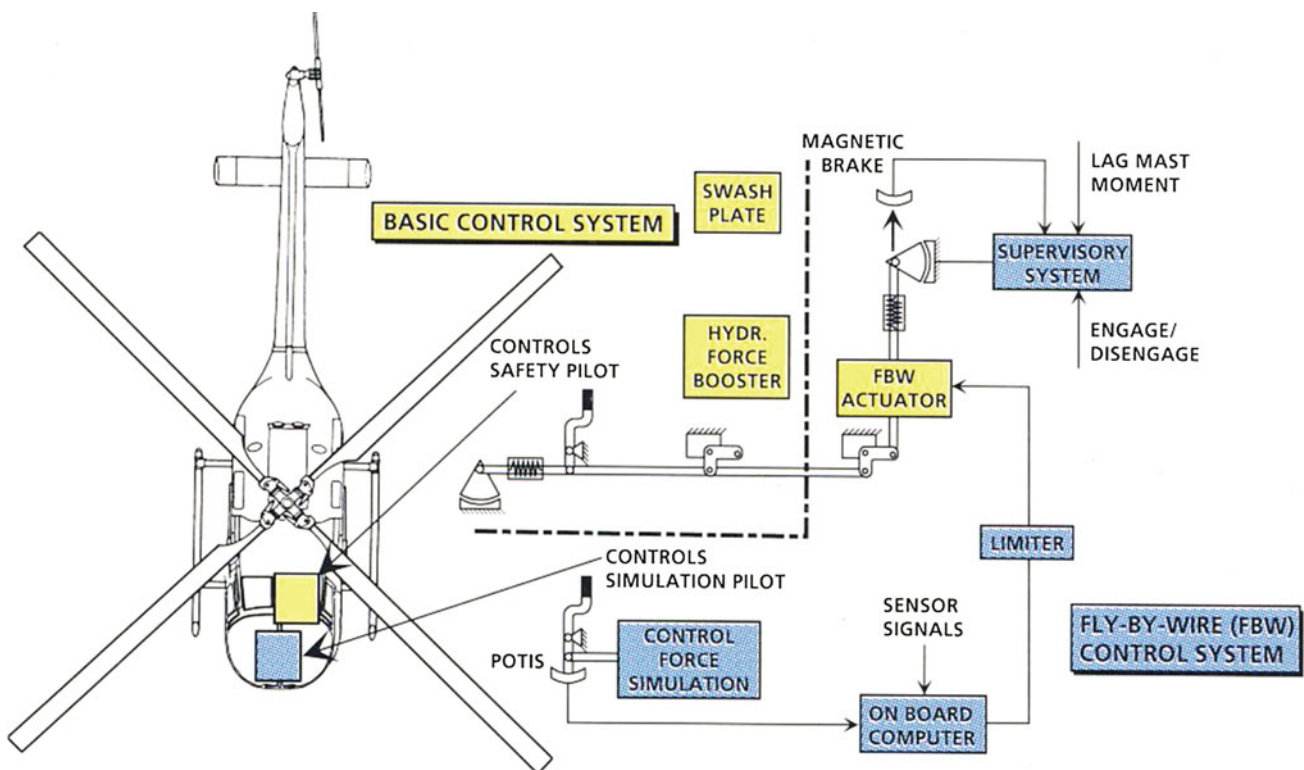 MAGNETIC
BRAKE
LAG MAST
MOMENT
SWASH
PLATE
BASIC CONTROL SYSTEM
SUPERVISORY
SYSTEM
HYDR.
FORCE
BOOSTER
ENGAGE/
DISENGAGE
CONTROLS
SAFETY PILOT
FBW
ACTUATOR
LIMITER
CONTROLS
SIMULATION PILOT
SENSOR
SIGNALS
FLY-BY-WIRE (FBW)
CONTROL SYSTEM
CONTROL
FORCE
SIMULATION
POTIS
ON BOARD
COMPUTER